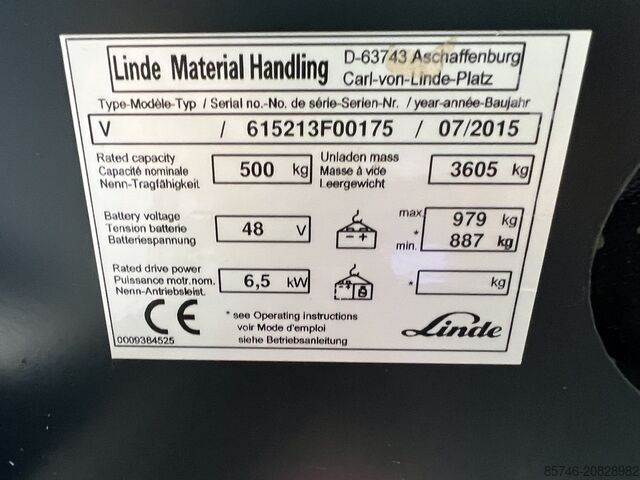 Linde Material Handling
D-63743 Aschaffenburg
Carl-von-Linde-Platz
Type-Modèle-Typ / Serial no.-No. de série-Serien-Nr. / year-année-Baujahr
V / 615213F00175 / 07/2015
Rated capacity
Capacité nominale
Nenn-Tragfähigkeit
500 kg
Unladen mass
Masse à vide
Leergewicht
3605 kg
Battery voltage
Tension batterie
Batteriespannung
48 V
- +
max. 979 kg
*
min. 887 kg
Rated drive power
Puissance motr.nom.
Nenn-Antriebsleist.
6,5 kW
- +
* kg
CE
0009384525
* see Operating instructions
voir Mode d'emploi
siehe Betriebsanleitung
Linde
85746-20828982